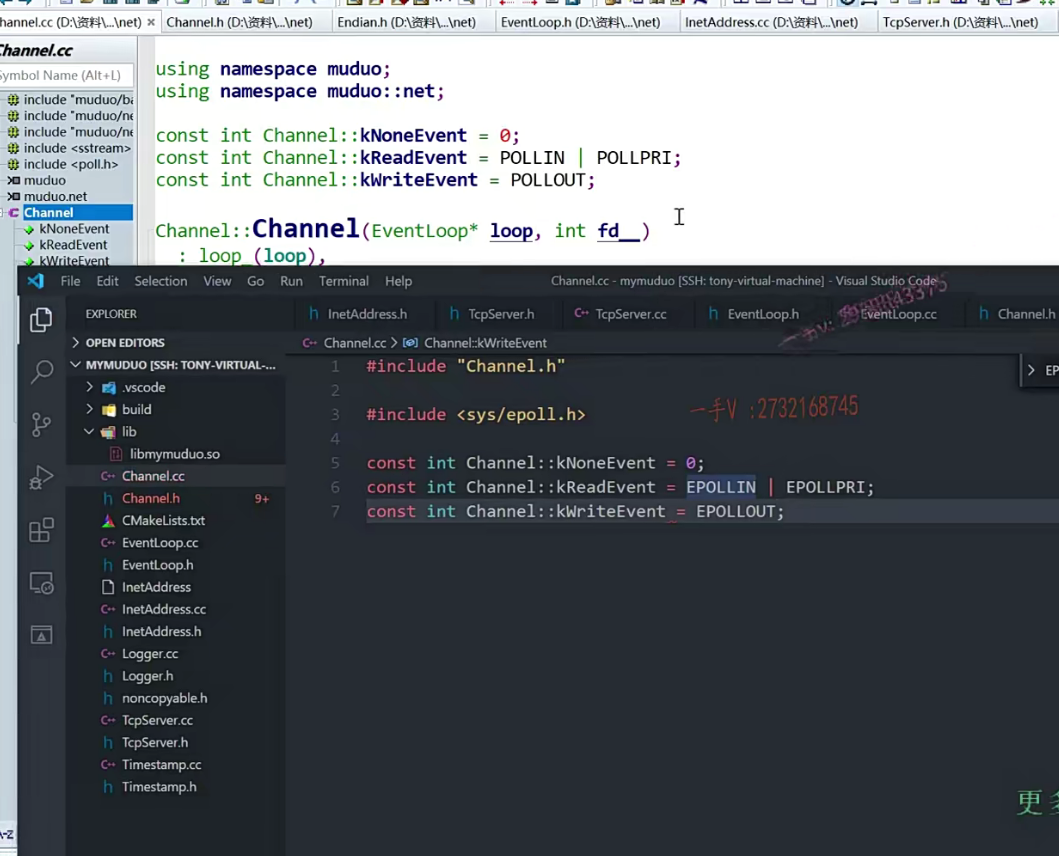 hannel.cc (D:\资料\...\net) × Channel.h (D:\资料\...\net) Endian.h (D:\资料\...\net) EventLoop.h (D:\资料\...\net) InetAddress.cc (D:\资料\...\net) TcpServer.h (D:\资料\...\net)
Channel.cc
Symbol Name (Alt+L)
include "muduo/ba
include "muduo/ne
include "muduo/ne
include <sstream>
include <poll.h>
muduo
muduo.net
Channel
kNoneEvent
kReadEvent
kWriteEvent
using namespace muduo;
using namespace muduo::net;
const int Channel::kNoneEvent = 0;
const int Channel::kReadEvent = POLLIN | POLLPRI;
const int Channel::kWriteEvent = POLLOUT;
Channel::Channel(EventLoop* loop, int fd__)
: loop_(loop),
File Edit Selection View Go Run Terminal Help
Channel.cc - mymuduo [SSH: tony-virtual-machine] - Visual Studio Code
EXPLORER
OPEN EDITORS
MYMUDUO [SSH: TONY-VIRTUAL-...
.vscode
build
lib
libmymuduo.so
Channel.cc
Channel.h 9+
CMakeLists.txt
EventLoop.cc
EventLoop.h
InetAddress
InetAddress.cc
InetAddress.h
Logger.cc
Logger.h
noncopyable.h
TcpServer.cc
TcpServer.h
Timestamp.cc
Timestamp.h
InetAddress.h TcpServer.h TcpServer.cc EventLoop.h EventLoop.cc Channel.h
Channel.cc > Channel::kWriteEvent
1 #include "Channel.h"
2
3 #include <sys/epoll.h>
4
5 const int Channel::kNoneEvent = 0;
6 const int Channel::kReadEvent = EPOLLIN | EPOLLPRI;
7 const int Channel::kWriteEvent = EPOLLOUT;
> EP
一手V :2732168745
更
A-Z